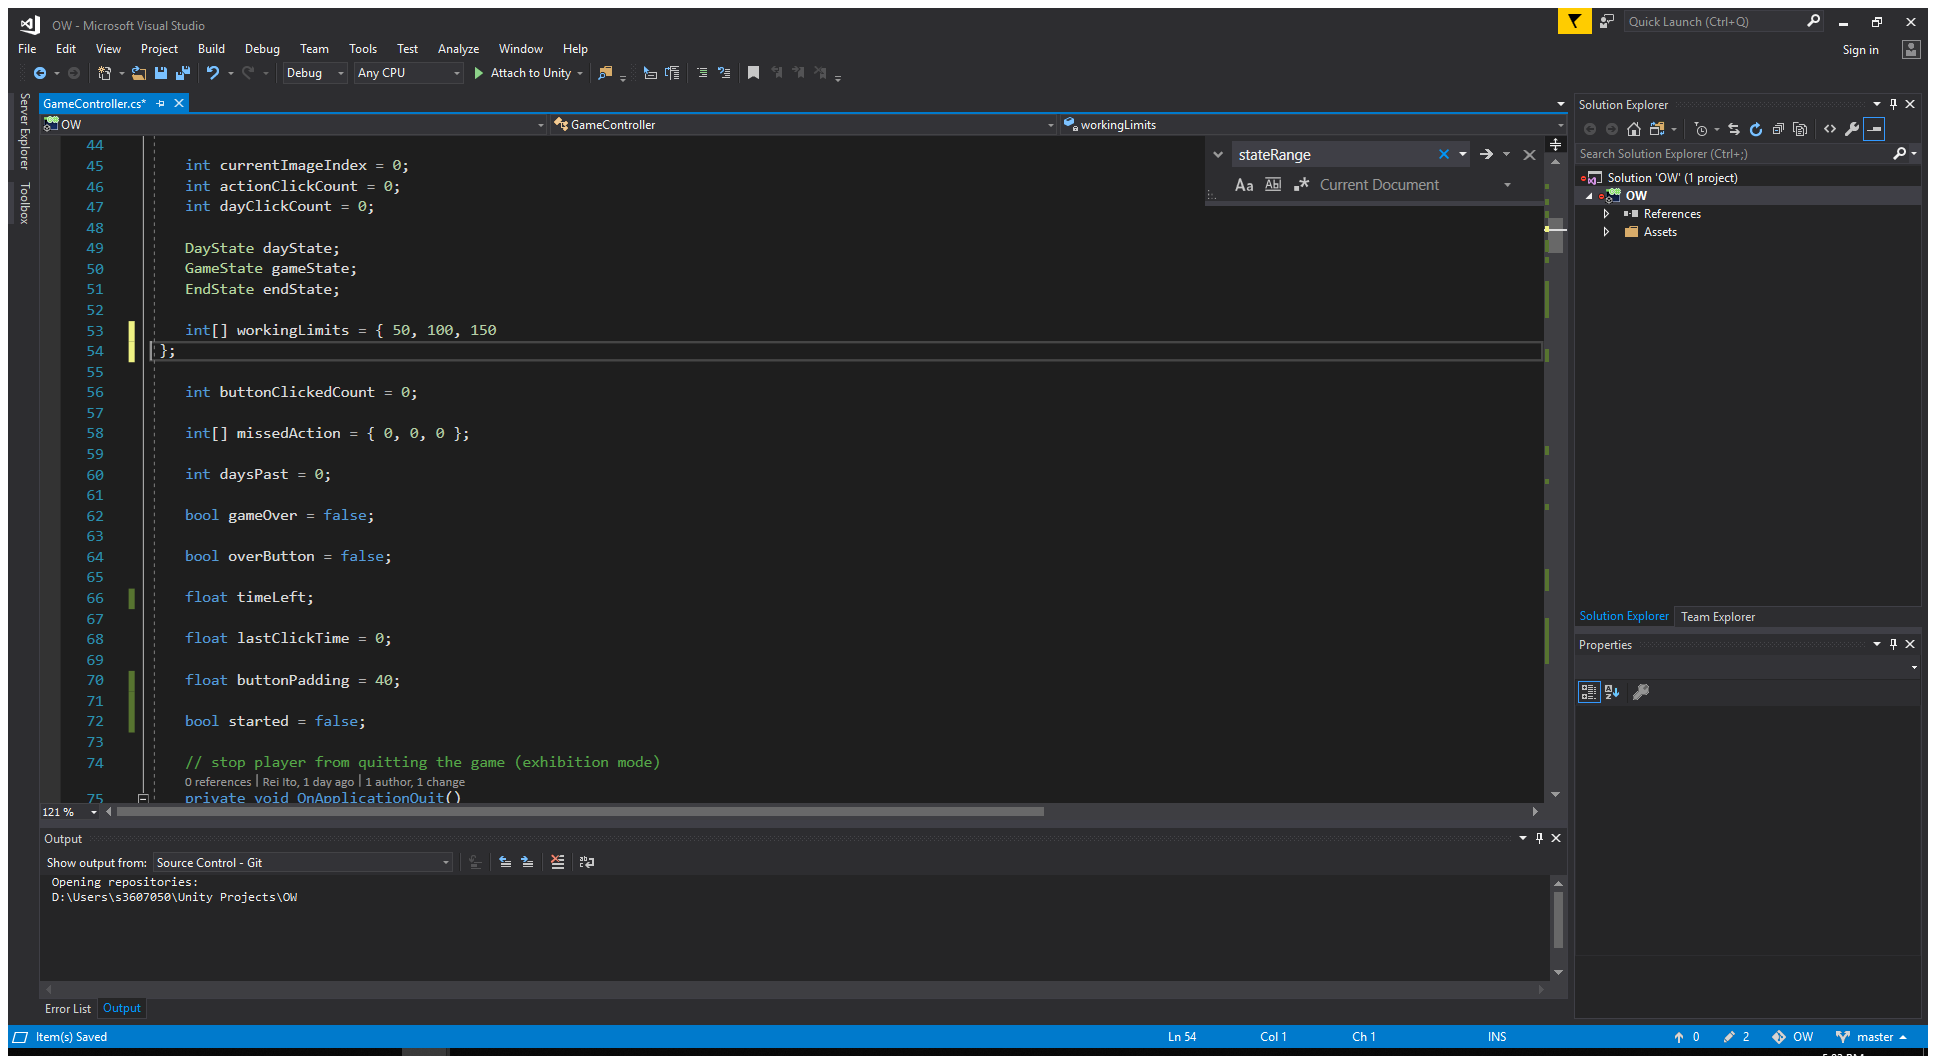 OW - Microsoft Visual Studio
Quick Launch (Ctrl+Q)
File Edit View Project Build Debug Team Tools Test Analyze Window Help
Sign in
Debug Any CPU Attach to Unity
Server Explorer
Toolbox
GameController.cs*
OW GameController workingLimits
stateRange
Aa Abl .* Current Document
44
45 int currentImageIndex = 0;
46 int actionClickCount = 0;
47 int dayClickCount = 0;
48
49 DayState dayState;
50 GameState gameState;
51 EndState endState;
52
53 int[] workingLimits = { 50, 100, 150
54 };
55
56 int buttonClickedCount = 0;
57
58 int[] missedAction = { 0, 0, 0 };
59
60 int daysPast = 0;
61
62 bool gameOver = false;
63
64 bool overButton = false;
65
66 float timeLeft;
67
68 float lastClickTime = 0;
69
70 float buttonPadding = 40;
71
72 bool started = false;
73
74 // stop player from quitting the game (exhibition mode)
0 references | Rei Ito, 1 day ago | 1 author, 1 change
75 private void OnApplicationQuit()
121 %
Output
Show output from: Source Control - Git
Opening repositories:
D:\Users\s3607050\Unity Projects\OW
Error List Output
Solution Explorer
Search Solution Explorer (Ctrl+;)
Solution 'OW' (1 project)
OW
References
Assets
Solution Explorer Team Explorer
Properties
Item(s) Saved Ln 54 Col 1 Ch 1 INS 0 2 OW master